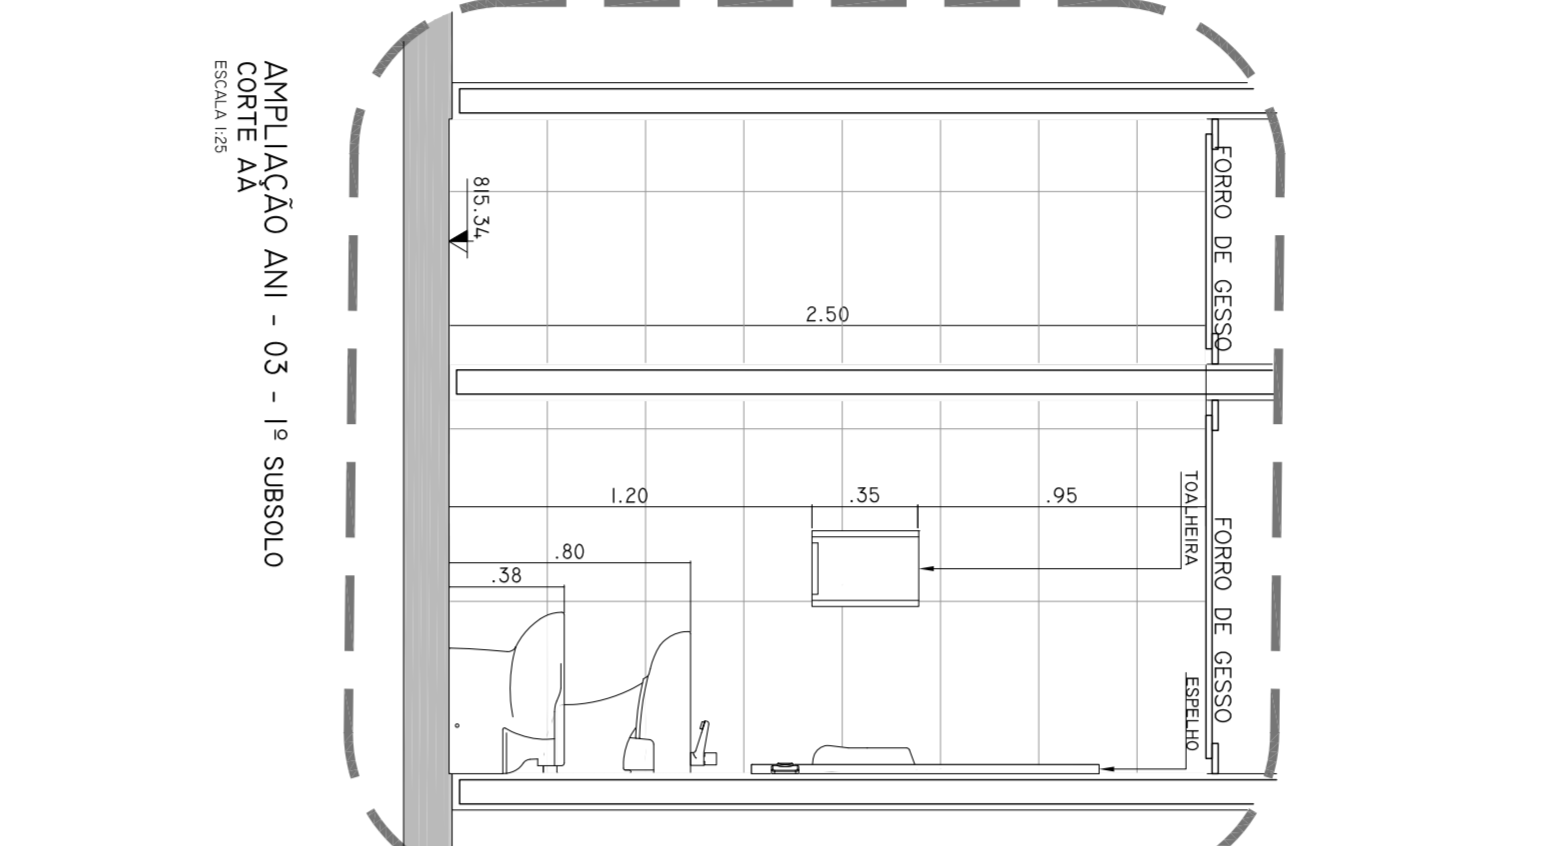 AMPLIAÇÃO ANI - 03 - 1º SUBSOLO
CORTE AA
ESCALA 1:25
815.34
2.50
FORRO DE GESSO
1.20
.35
.95
.80
.38
TOALHEIRA
FORRO DE GESSO
ESPELHO